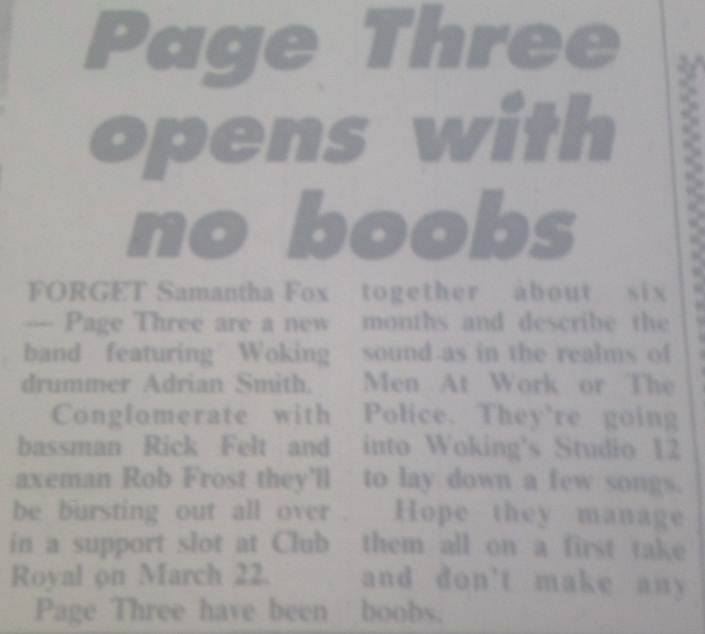 Page Three
opens with
no boobs
FORGET Samantha Fox
— Page Three are a new
band featuring Woking
drummer Adrian Smith.
Conglomerate with
bassman Rick Felt and
axeman Rob Frost they'll
be bursting out all over
in a support slot at Club
Royal on March 22.
Page Three have been
together about six
months and describe the
sound as in the realms of
Men At Work or The
Police. They're going
into Woking's Studio 12
to lay down a few songs.
Hope they manage
them all on a first take
and don't make any
boobs.